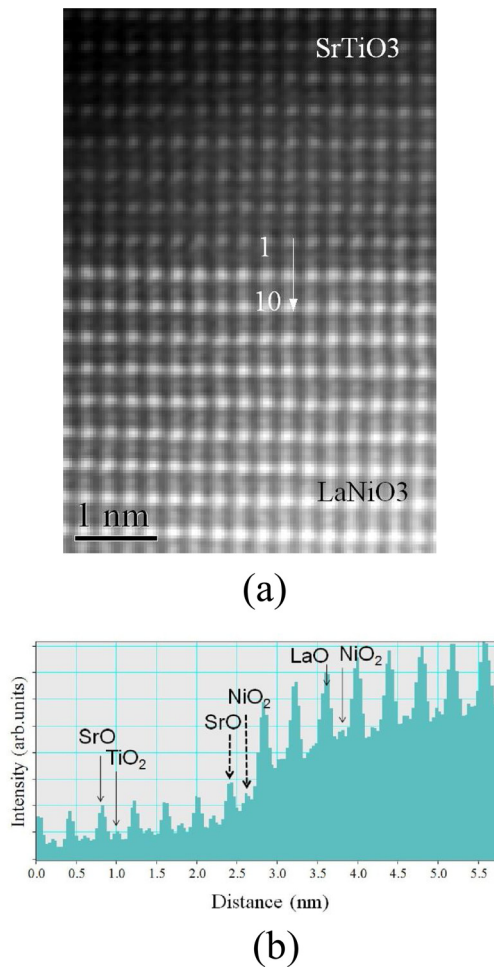 SrTiO3
1
10
LaNiO3
1 nm
(a)
LaO NiO₂
NiO₂
SrO
SrO
TiO₂
Intensity (arb.units)
0.0 0.5 1.0 1.5 2.0 2.5 3.0 3.5 4.0 4.5 5.0 5.5
Distance (nm)
(b)